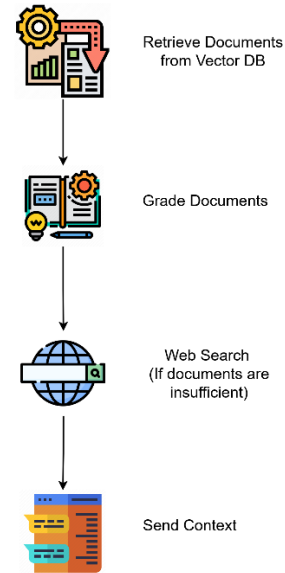 Retrieve Documents
from Vector DB
Grade Documents
Web Search
(If documents are
insufficient)
Send Context